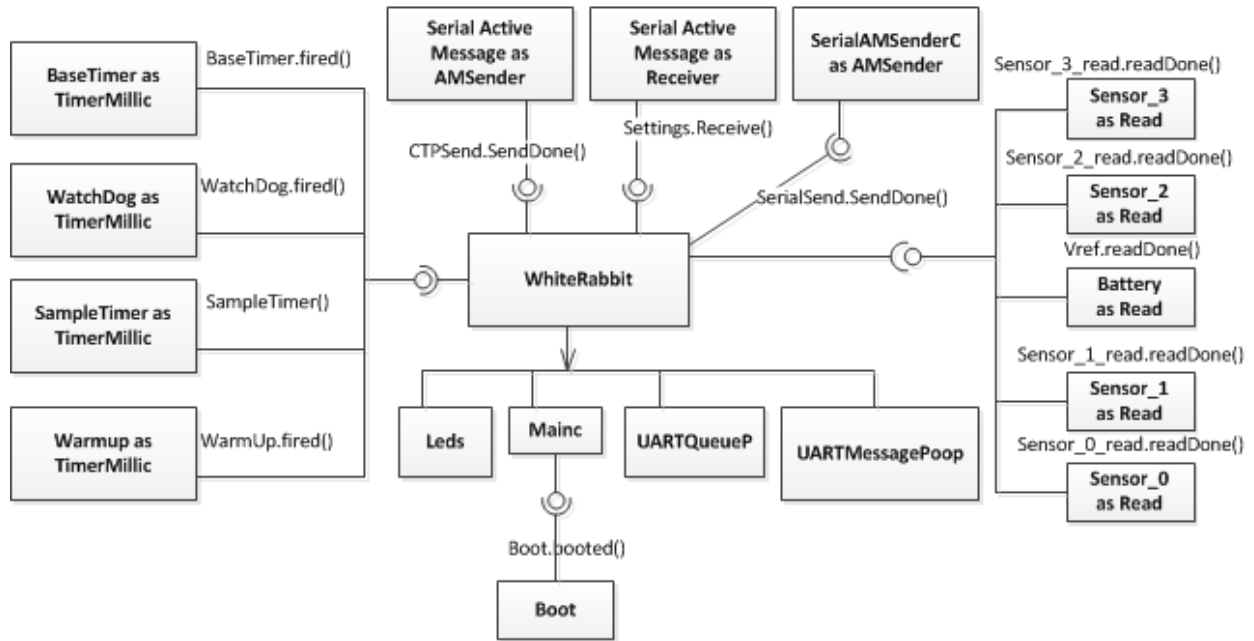 Serial Active
Message as
AMSender
Serial Active
Message as
Receiver
SerialAMSenderC
as AMSender
BaseTimer as
TimerMillic
BaseTimer.fired()
WatchDog as
TimerMillic
WatchDog.fired()
SampleTimer as
TimerMillic
SampleTimer()
Warmup as
TimerMillic
WarmUp.fired()
CTPSend.SendDone()
Settings.Receive()
SerialSend.SendDone()
WhiteRabbit
Sensor_3_read.readDone()
Sensor_3
as Read
Sensor_2_read.readDone()
Sensor_2
as Read
Vref.readDone()
Battery
as Read
Sensor_1_read.readDone()
Sensor_1
as Read
Sensor_0_read.readDone()
Sensor_0
as Read
Leds
Mainc
UARTQueueP
UARTMessagePoop
Boot.booted()
Boot